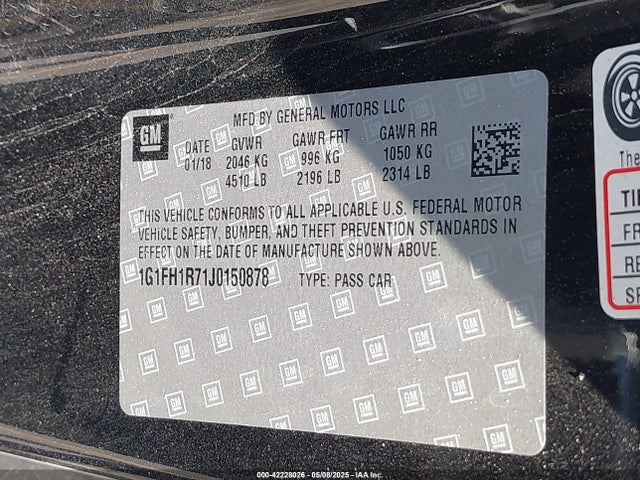 GM
MFD BY GENERAL MOTORS LLC
DATE GVWR GAWR FRT GAWR RR
01/18 2046 KG 996 KG 1050 KG
4510 LB 2196 LB 2314 LB
THIS VEHICLE CONFORMS TO ALL APPLICABLE U.S. FEDERAL MOTOR
VEHICLE SAFETY, BUMPER, AND THEFT PREVENTION STANDARDS IN
EFFECT ON THE DATE OF MANUFACTURE SHOWN ABOVE.
1G1FH1R71J0150878 TYPE: PASS CAR
The
000-42228026 - 05/08/2025 - IAA Inc.